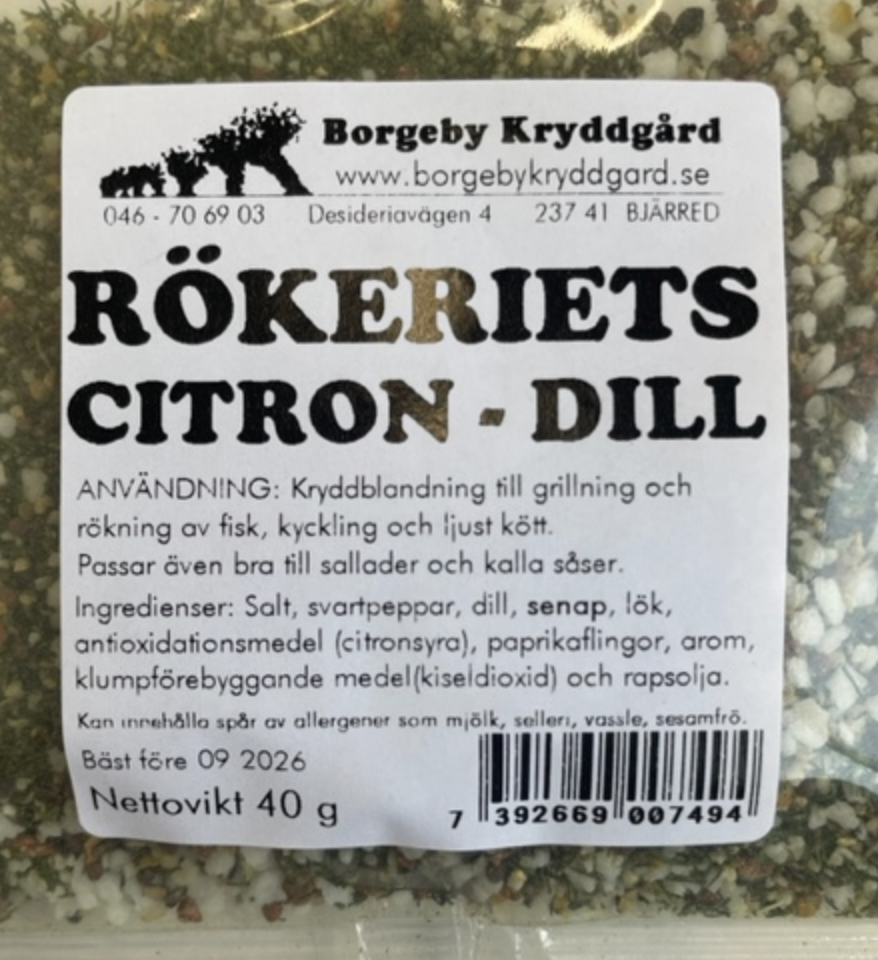 Borgeby Kryddgård
www.borgebykryddgard.se
046 - 70 69 03 Desideriavägen 4 237 41 BJÄRRED
RÖKERIETS
CITRON - DILL
ANVÄNDNING: Kryddblandning till grillning och
rökning av fisk, kyckling och ljust kött.
Passar även bra till sallader och kalla såser.
Ingredienser: Salt, svartpeppar, dill, senap, lök,
antioxidationsmedel (citronsyra), paprikaflingor, arom,
klumpförebyggande medel(kiseldioxid) och rapsolja.
Kan innehålla spår av allergener som mjölk, selleri, vassle, sesamfrö.
Bäst före 09 2026
Nettovikt 40 g
7 392669 007494